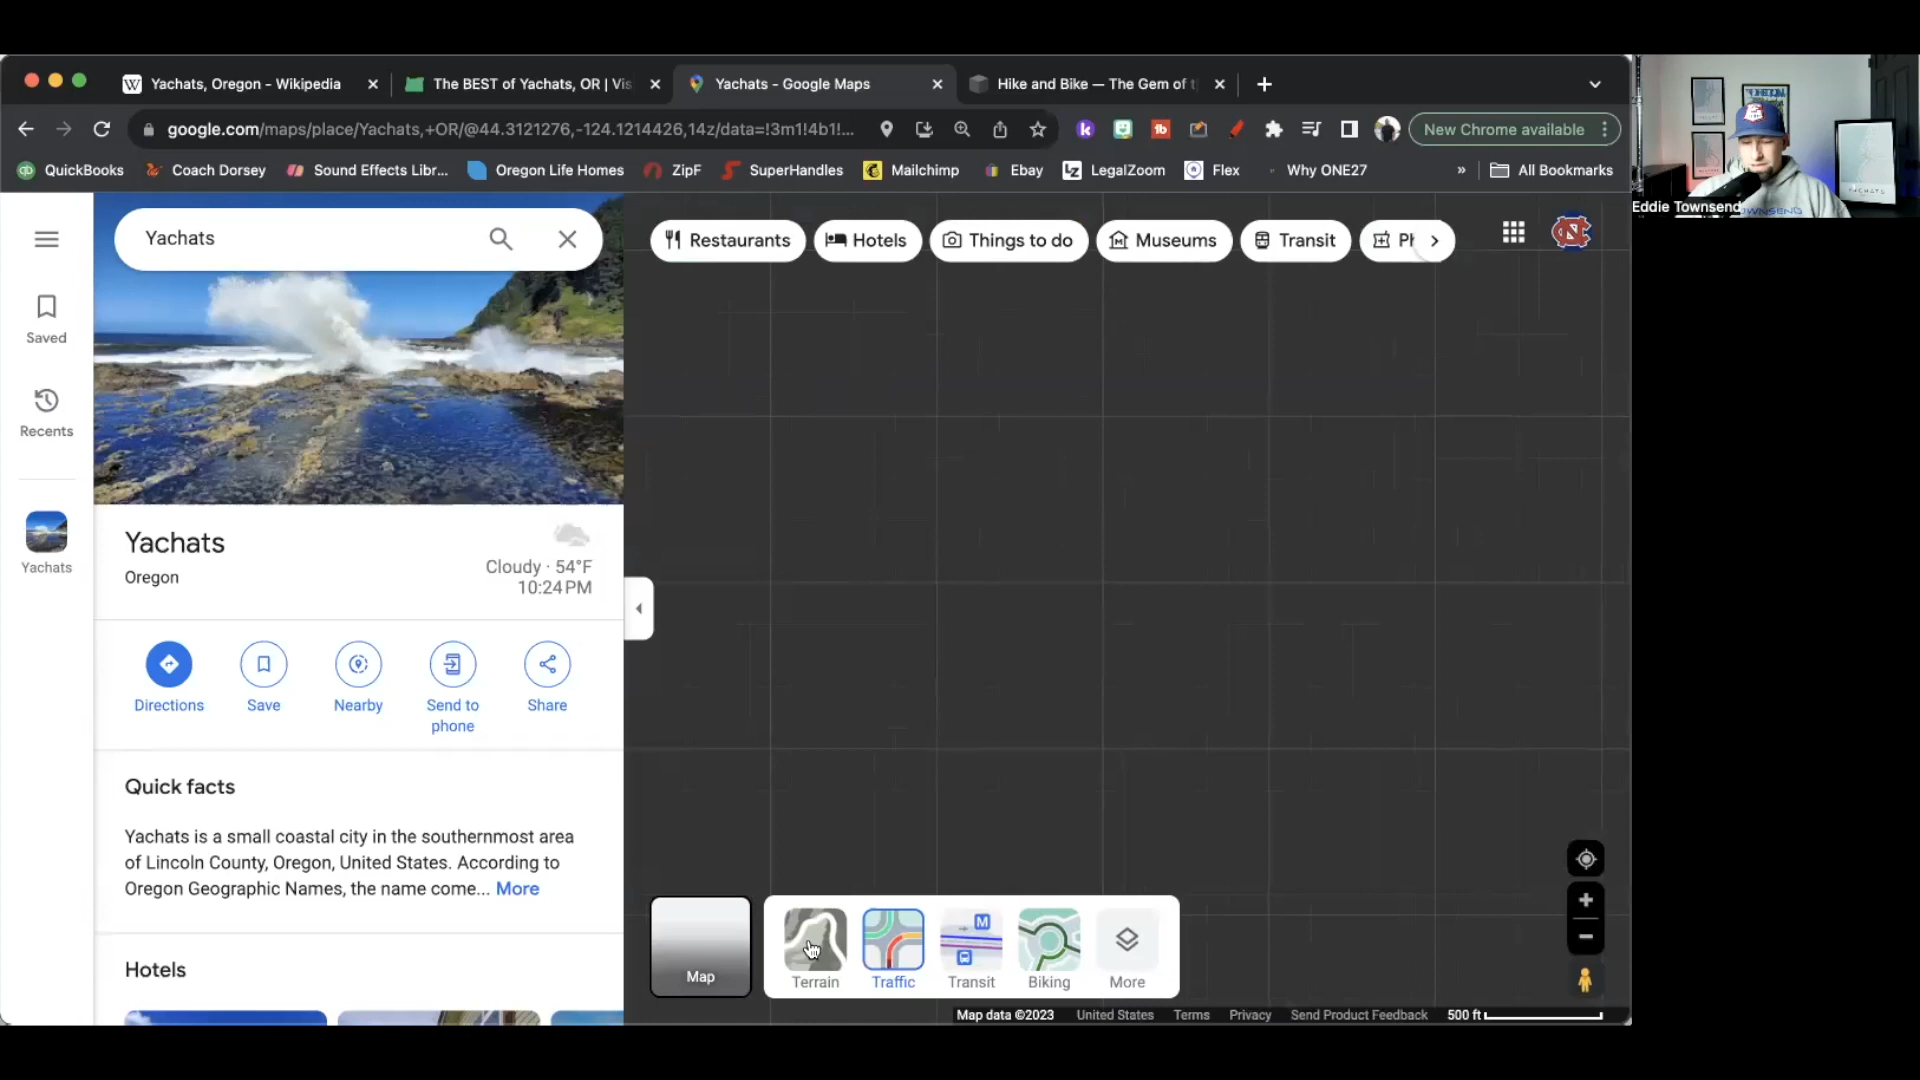 Yachats, Oregon - Wikipedia
The BEST of Yachats, OR | Vis
Yachats - Google Maps
Hike and Bike — The Gem of t
google.com/maps/place/Yachats,+OR/@44.3121276,-124.1214426,14z/data=!3m1!4b1!...
New Chrome available
QuickBooks
Coach Dorsey
Sound Effects Libr...
Oregon Life Homes
ZipF
SuperHandles
Mailchimp
Ebay
LegalZoom
Flex
Why ONE27
»
All Bookmarks
Eddie Townsend
YACHATS
Yachats
Restaurants
Hotels
Things to do
Museums
Transit
Ph
Saved
Recents
Yachats
Yachats
Oregon
Cloudy · 54°F
10:24 PM
Directions
Save
Nearby
Send to
phone
Share
Quick facts
Yachats is a small coastal city in the southernmost area
of Lincoln County, Oregon, United States. According to
Oregon Geographic Names, the name come... More
Hotels
Map
Terrain
Traffic
Transit
Biking
More
Map data ©2023
United States
Terms
Privacy
Send Product Feedback
500 ft